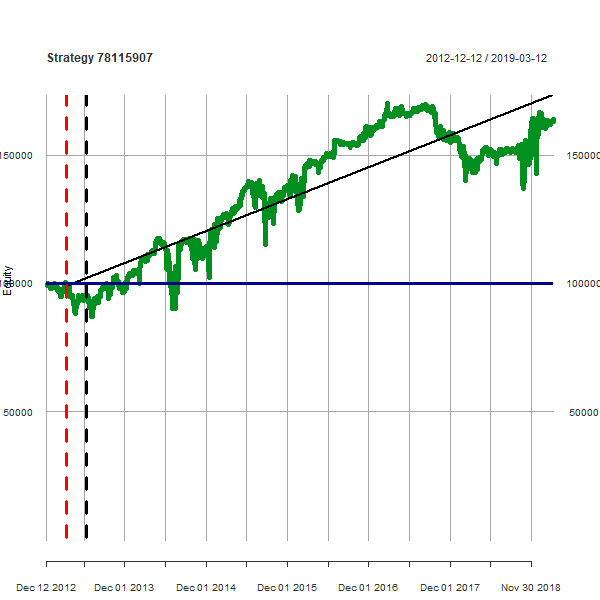 Strategy 78115907
2012-12-12 / 2019-03-12
150000 150000
100000 100000
Equity
50000 50000
Dec 12 2012 Dec 01 2013 Dec 01 2014 Dec 01 2015 Dec 01 2016 Dec 01 2017 Nov 30 2018